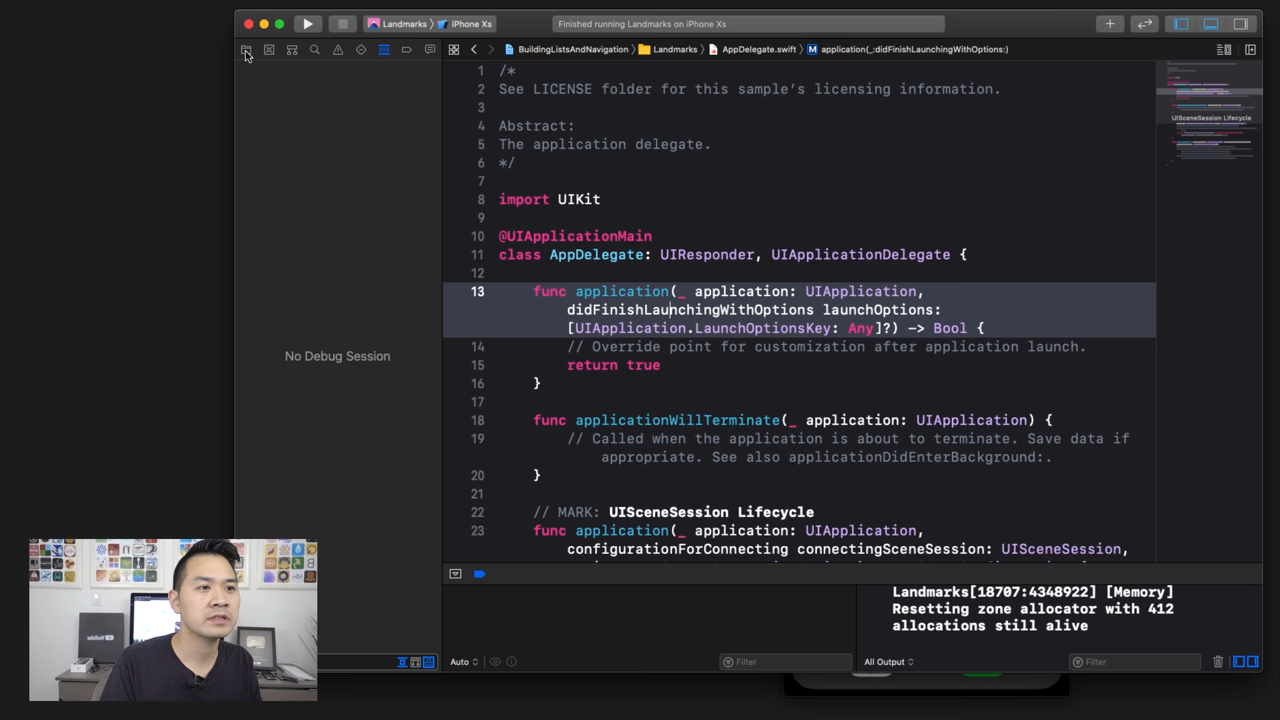 Landmarks 〉 iPhone Xs
Finished running Landmarks on iPhone Xs
BuildingListsAndNavigation 〉 Landmarks 〉 AppDelegate.swift 〉 M application(_:didFinishLaunchingWithOptions:)
1 /*
2 See LICENSE folder for this sample’s licensing information.
3
4 Abstract:
5 The application delegate.
6 */
7
8 import UIKit
9
10 @UIApplicationMain
11 class AppDelegate: UIResponder, UIApplicationDelegate {
12
13 func application(_ application: UIApplication,
didFinishLaunchingWithOptions launchOptions:
[UIApplication.LaunchOptionsKey: Any]?) -> Bool {
14 // Override point for customization after application launch.
15 return true
16 }
17
18 func applicationWillTerminate(_ application: UIApplication) {
19 // Called when the application is about to terminate. Save data if
appropriate. See also applicationDidEnterBackground:.
20 }
21
22 // MARK: UISceneSession Lifecycle
23 func application(_ application: UIApplication,
configurationForConnecting connectingSceneSession: UISceneSession,
UISceneSession Lifecycle
No Debug Session
Landmarks[18707:4348922] [Memory]
Resetting zone allocator with 412
allocations still alive
Auto
Filter
All Output
Filter
YouTube